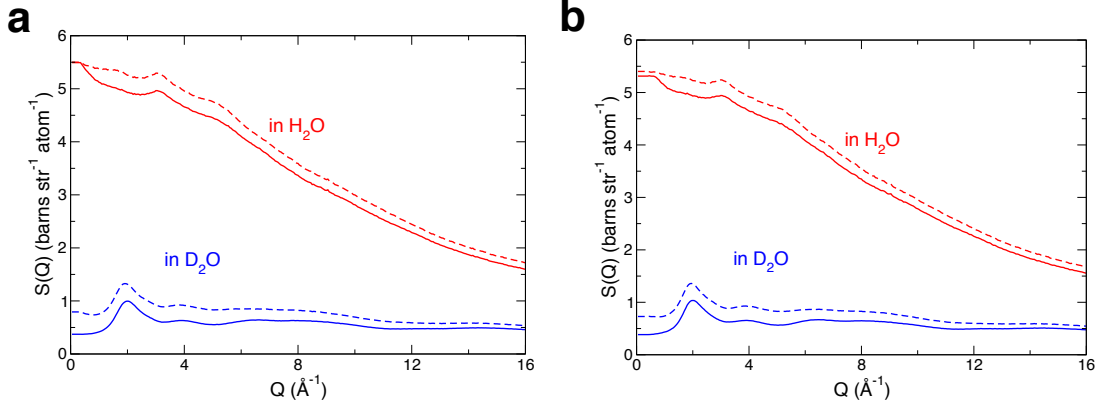 a
6
5
4
3
2
1
0
S(Q) (barns str⁻¹ atom⁻¹)
in H₂O
in D₂O
0 4 8 12 16
Q (Å⁻¹)
b
6
5
4
3
2
1
0
S(Q) (barns str⁻¹ atom⁻¹)
in H₂O
in D₂O
0 4 8 12 16
Q (Å⁻¹)